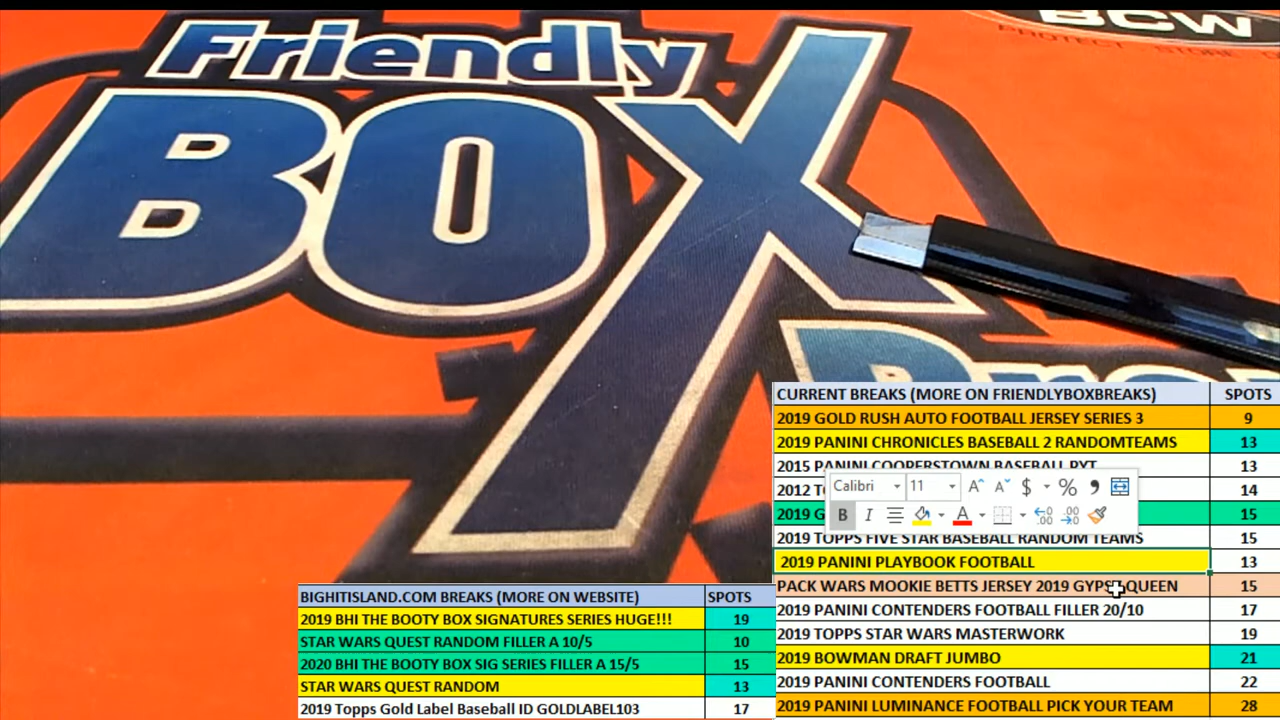 BCW
PROTECT STORE
Friendly
BOX
CURRENT BREAKS (MORE ON FRIENDLYBOXBREAKS) SPOTS
2019 GOLD RUSH AUTO FOOTBALL JERSEY SERIES 3 9
2019 PANINI CHRONICLES BASEBALL 2 RANDOMTEAMS 13
2015 PANINI COOPERSTOWN BASEBALL PYT 13
2012 14
Calibri 11
2019 15
B I A
2019 TOPPS FIVE STAR BASEBALL RANDOM TEAMS 15
2019 PANINI PLAYBOOK FOOTBALL 13
PACK WARS MOOKIE BETTS JERSEY 2019 GYPSY QUEEN 15
2019 PANINI CONTENDERS FOOTBALL FILLER 20/10 17
2019 TOPPS STAR WARS MASTERWORK 19
2019 BOWMAN DRAFT JUMBO 21
2019 PANINI CONTENDERS FOOTBALL 22
2019 PANINI LUMINANCE FOOTBALL PICK YOUR TEAM 28
BIGHITISLAND.COM BREAKS (MORE ON WEBSITE) SPOTS
2019 BHI THE BOOTY BOX SIGNATURES SERIES HUGE!!! 19
STAR WARS QUEST RANDOM FILLER A 10/5 10
2020 BHI THE BOOTY BOX SIG SERIES FILLER A 15/5 15
STAR WARS QUEST RANDOM 13
2019 Topps Gold Label Baseball ID GOLDLABEL103 17